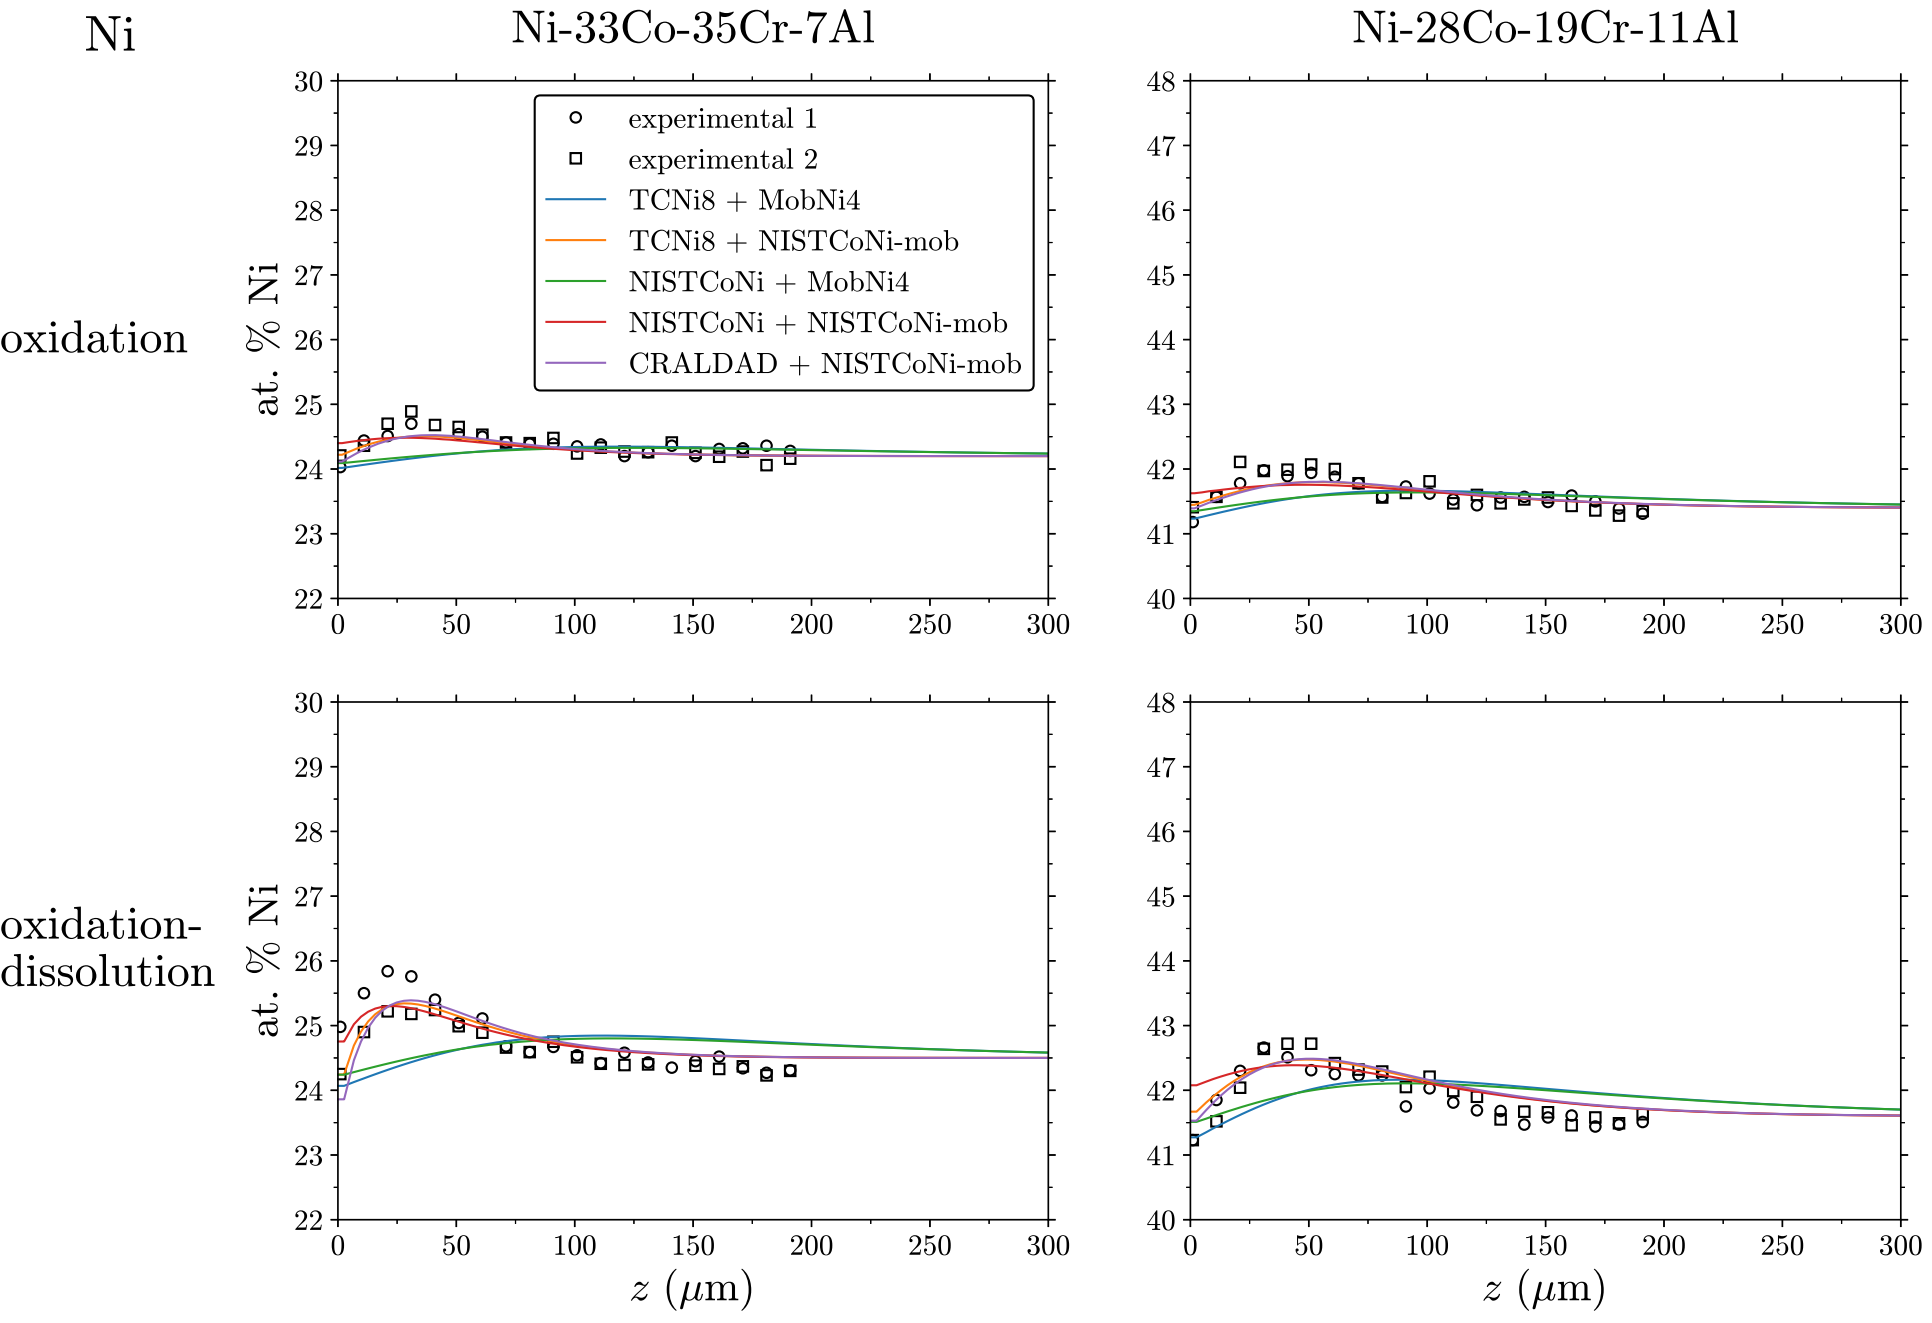 Ni
Ni-33Co-35Cr-7Al
Ni-28Co-19Cr-11Al
oxidation
at. % Ni
30
29
28
27
26
25
24
23
22
0 50 100 150 200 250 300
experimental 1
experimental 2
TCNi8 + MobNi4
TCNi8 + NISTCoNi-mob
NISTCoNi + MobNi4
NISTCoNi + NISTCoNi-mob
CRALDAD + NISTCoNi-mob
48
47
46
45
44
43
42
41
40
0 50 100 150 200 250 300
oxidation-
dissolution
at. % Ni
30
29
28
27
26
25
24
23
22
0 50 100 150 200 250 300
z (μm)
48
47
46
45
44
43
42
41
40
0 50 100 150 200 250 300
z (μm)